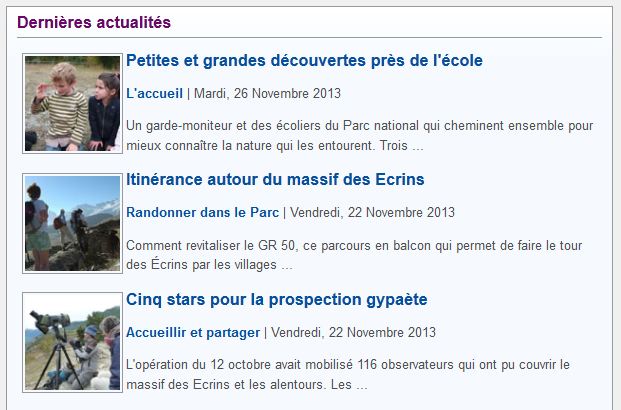 Dernières actualités
Petites et grandes découvertes près de l'école
L'accueil | Mardi, 26 Novembre 2013
Un garde-moniteur et des écoliers du Parc national qui cheminent ensemble pour
mieux connaître la nature qui les entourent. Trois ...
Itinérance autour du massif des Ecrins
Randonner dans le Parc | Vendredi, 22 Novembre 2013
Comment revitaliser le GR 50, ce parcours en balcon qui permet de faire le tour
des Écrins par les villages ...
Cinq stars pour la prospection gypaète
Accueillir et partager | Vendredi, 22 Novembre 2013
L'opération du 12 octobre avait mobilisé 116 observateurs qui ont pu couvrir le
massif des Ecrins et les alentours. Les ...